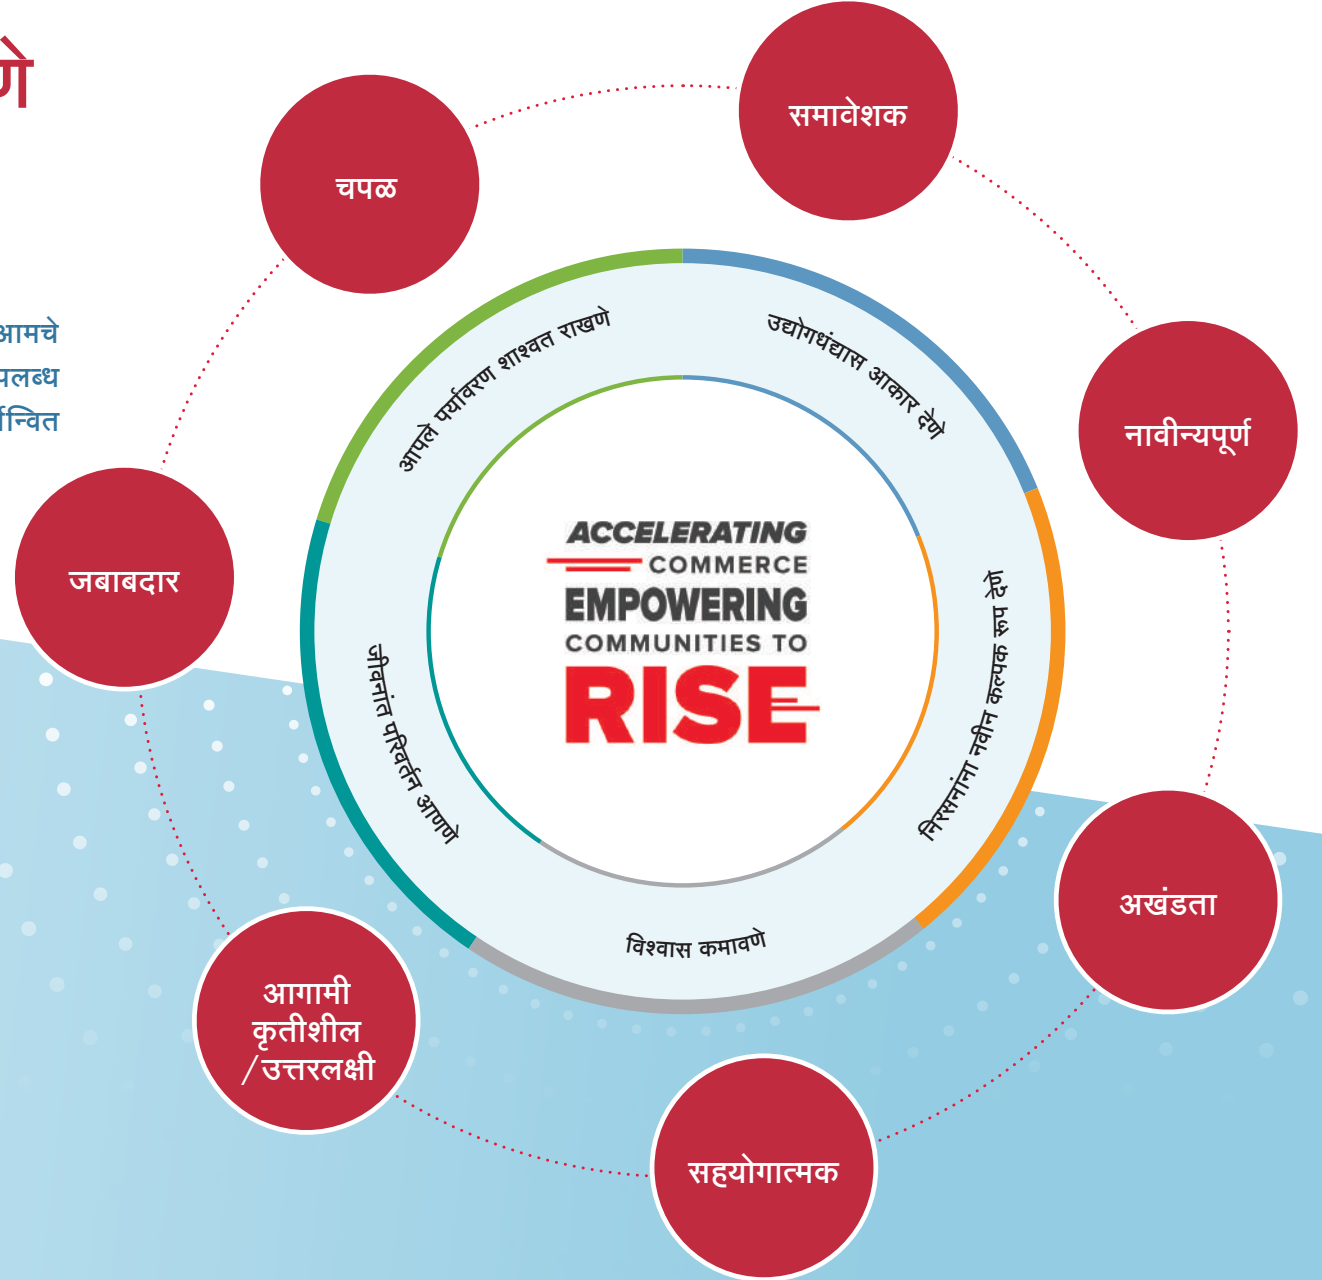 णे
आमचे
पलब्ध
न्वित
समावेशक
चपळ
नावीन्यपूर्ण
जबाबदार
अखंडता
आगामी
कृतीशील
/उत्तरलक्षी
सहयोगात्मक
आपले पर्यावरण शाश्वत राखणे
उद्योगधंद्यास आकार देणे
निरसनांना नवीन कल्पक रूप देणे
जीवनांत परिवर्तन आणणे
विश्वास कमावणे
ACCELERATING
COMMERCE
EMPOWERING
COMMUNITIES TO
RISE